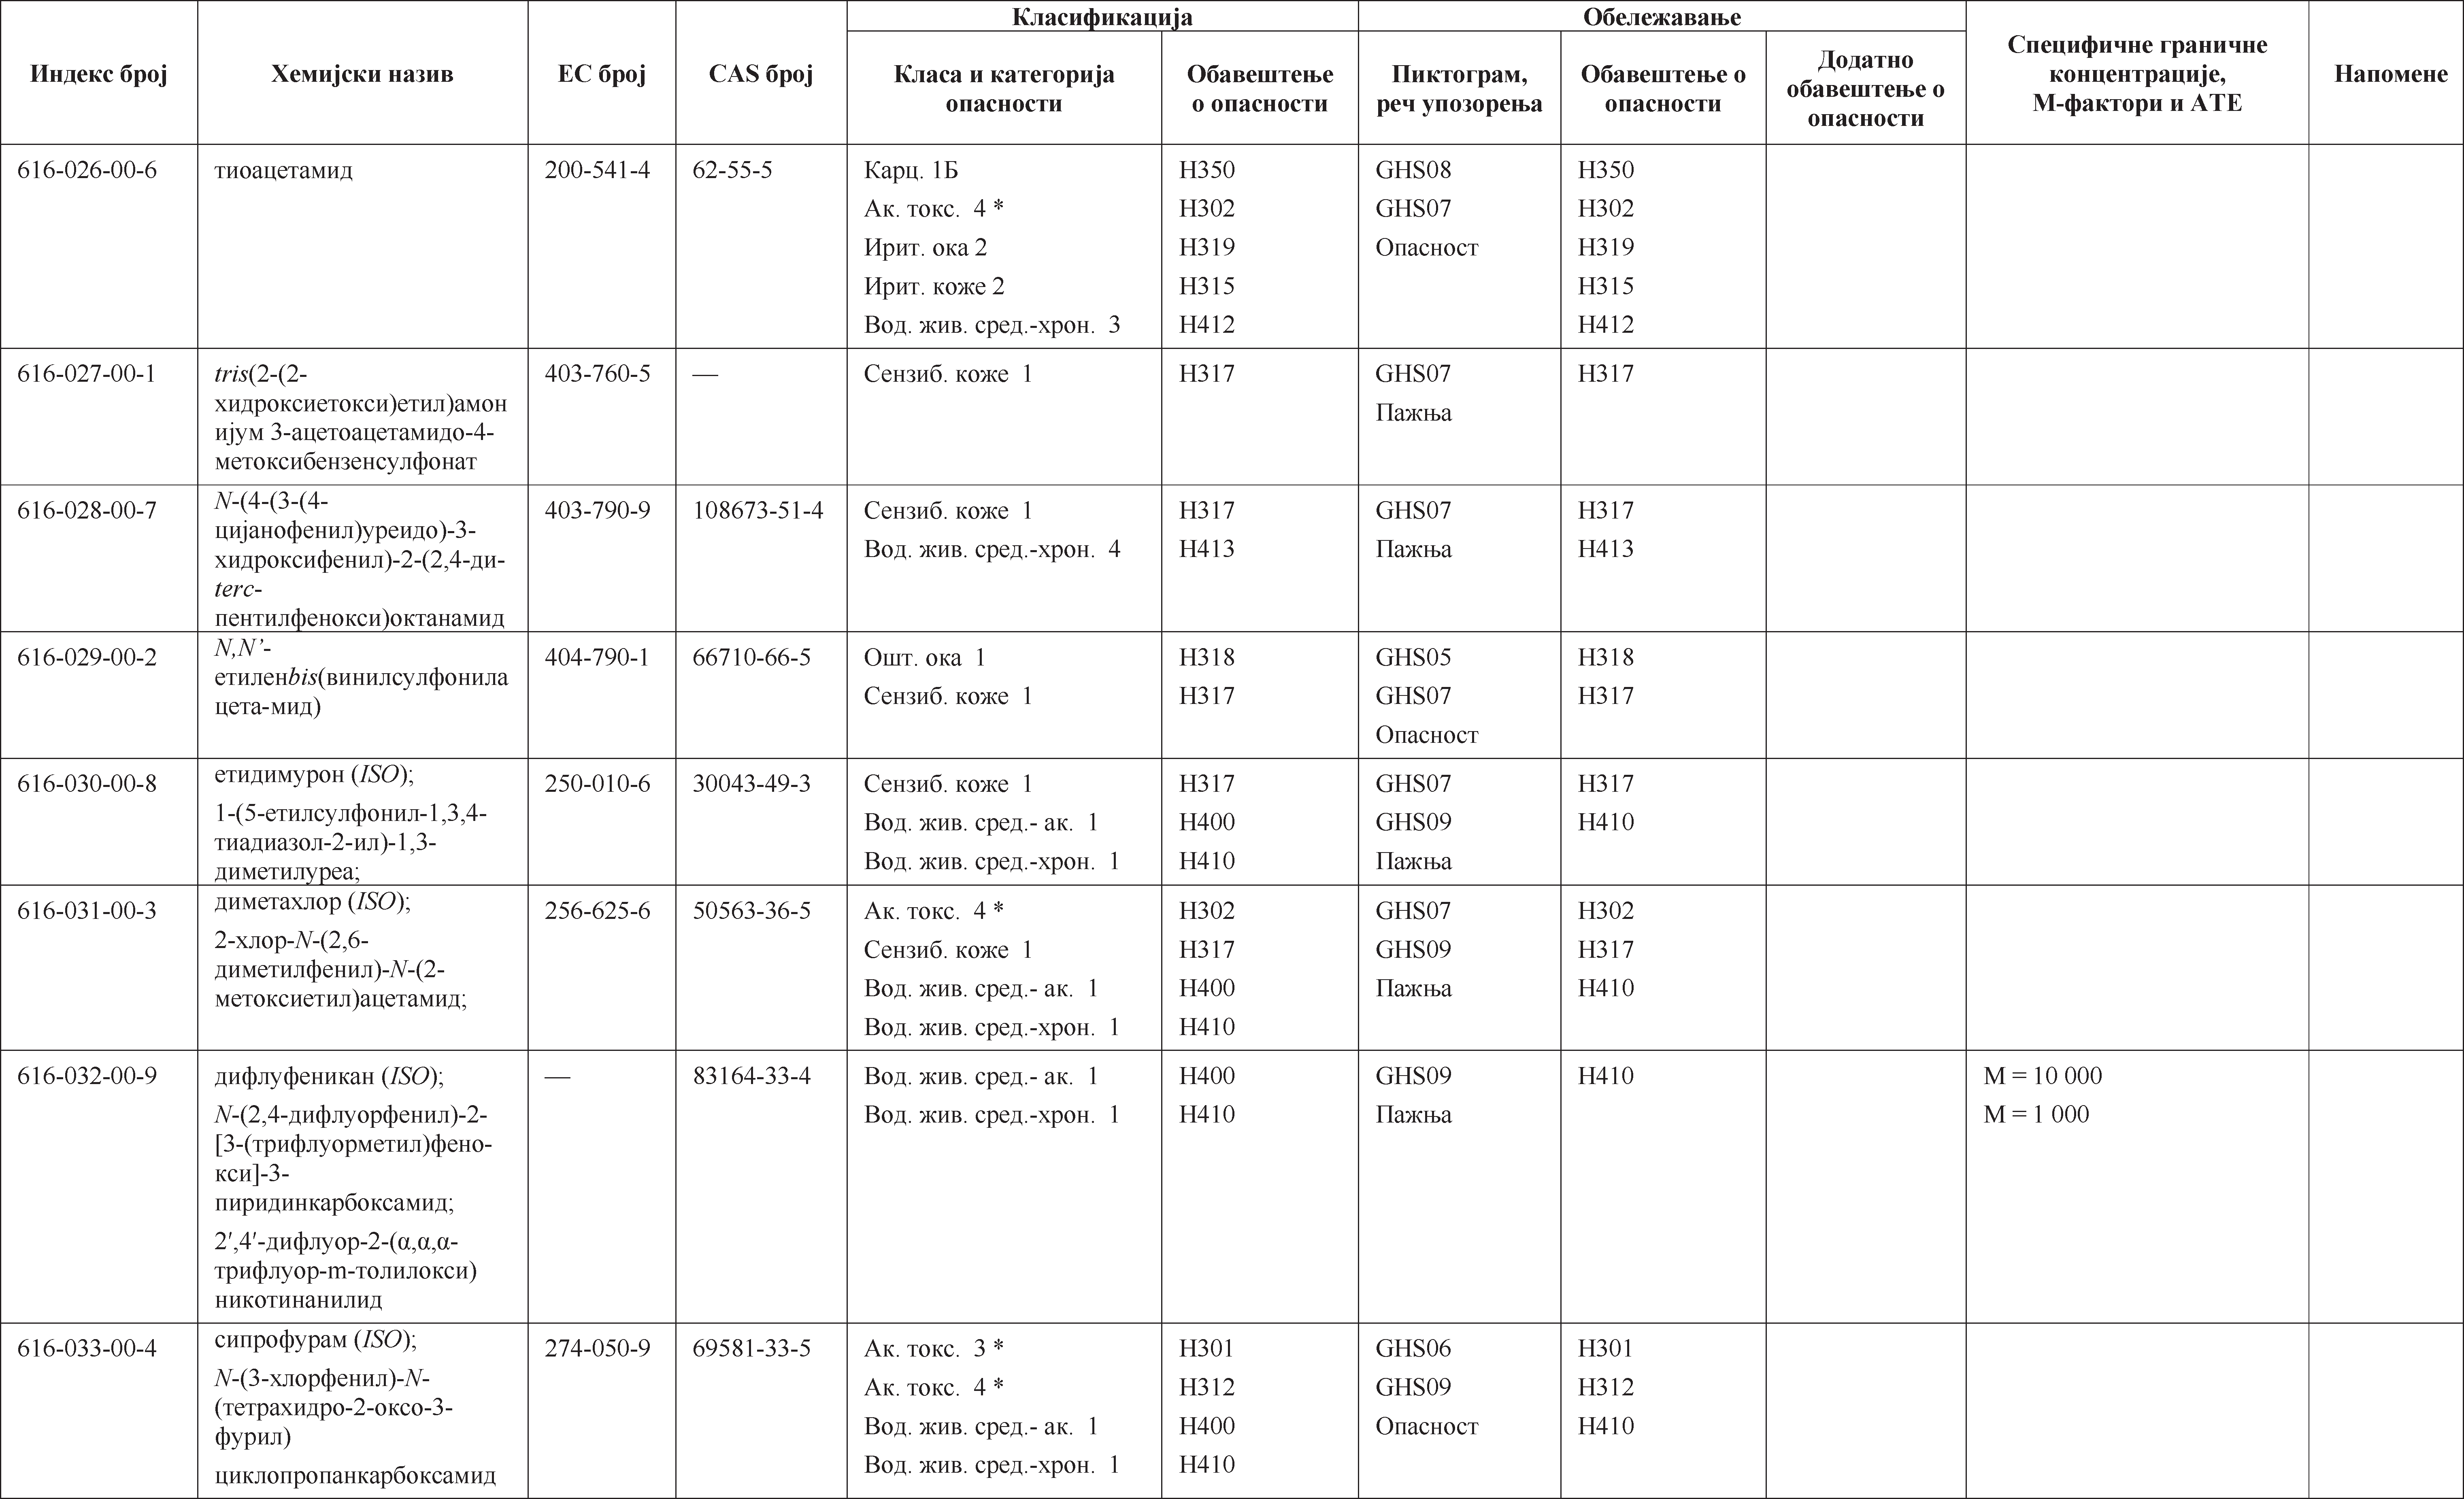 Индекс број
Хемијски назив
ЕС број
CAS број
Класификација
Обележавање
Специфичне граничне
концентрације,
М-фактори и АТЕ
Напомене
Класа и категорија
опасности
Обавештење
о опасности
Пиктограм,
реч упозорења
Обавештење о
опасности
Додатно
обавештење о
опасности
616-026-00-6
тиоацетамид
200-541-4
62-55-5
Карц. 1Б
Ак. токс.  4 *
Ирит. ока 2
Ирит. коже 2
Вод. жив. сред.-хрон.  3
H350
H302
H319
H315
H412
GHS08
GHS07
Опасност
H350
H302
H319
H315
H412
616-027-00-1
tris(2-(2-
хидроксиетокси)етил)амон
ијум 3-ацетоацетамидо-4-
метоксибензенсулфонат
403-760-5
—
Сензиб. коже  1
H317
GHS07
Пажња
H317
616-028-00-7
N-(4-(3-(4-
цијанофенил)уреидо)-3-
хидроксифенил)-2-(2,4-ди-
terc-
пентилфенокси)октанамид
403-790-9
108673-51-4
Сензиб. коже  1
Вод. жив. сред.-хрон.  4
H317
H413
GHS07
Пажња
H317
H413
616-029-00-2
N,N’-
етиленbis(винилсулфонила
цета-мид)
404-790-1
66710-66-5
Ошт. ока  1
Сензиб. коже  1
H318
H317
GHS05
GHS07
Опасност
H318
H317
616-030-00-8
етидимурон (ISO);
1-(5-етилсулфонил-1,3,4-
тиадиазол-2-ил)-1,3-
диметилуреа;
250-010-6
30043-49-3
Сензиб. коже  1
Вод. жив. сред.- ак.  1
Вод. жив. сред.-хрон.  1
H317
H400
H410
GHS07
GHS09
Пажња
H317
H410
616-031-00-3
диметахлор (ISO);
2-хлор-N-(2,6-
диметилфенил)-N-(2-
метоксиетил)ацетамид;
256-625-6
50563-36-5
Ак. токс.  4 *
Сензиб. коже  1
Вод. жив. сред.- ак.  1
Вод. жив. сред.-хрон.  1
H302
H317
H400
H410
GHS07
GHS09
Пажња
H302
H317
H410
616-032-00-9
дифлуфеникан (ISO);
N-(2,4-дифлуорфенил)-2-
[3-(трифлуорметил)фено-
кси]-3-
пиридинкарбоксамид;
2′,4′-дифлуор-2-(α,α,α-
трифлуор-m-толилокси)
никотинанилид
—
83164-33-4
Вод. жив. сред.- ак.  1
Вод. жив. сред.-хрон.  1
H400
H410
GHS09
Пажња
H410
M = 10 000
M = 1 000
616-033-00-4
сипрофурам (ISO);
N-(3-хлорфенил)-N-
(тетрахидро-2-оксо-3-
фурил)
циклопропанкарбоксамид
274-050-9
69581-33-5
Ак. токс.  3 *
Ак. токс.  4 *
Вод. жив. сред.- ак.  1
Вод. жив. сред.-хрон.  1
H301
H312
H400
H410
GHS06
GHS09
Опасност
H301
H312
H410